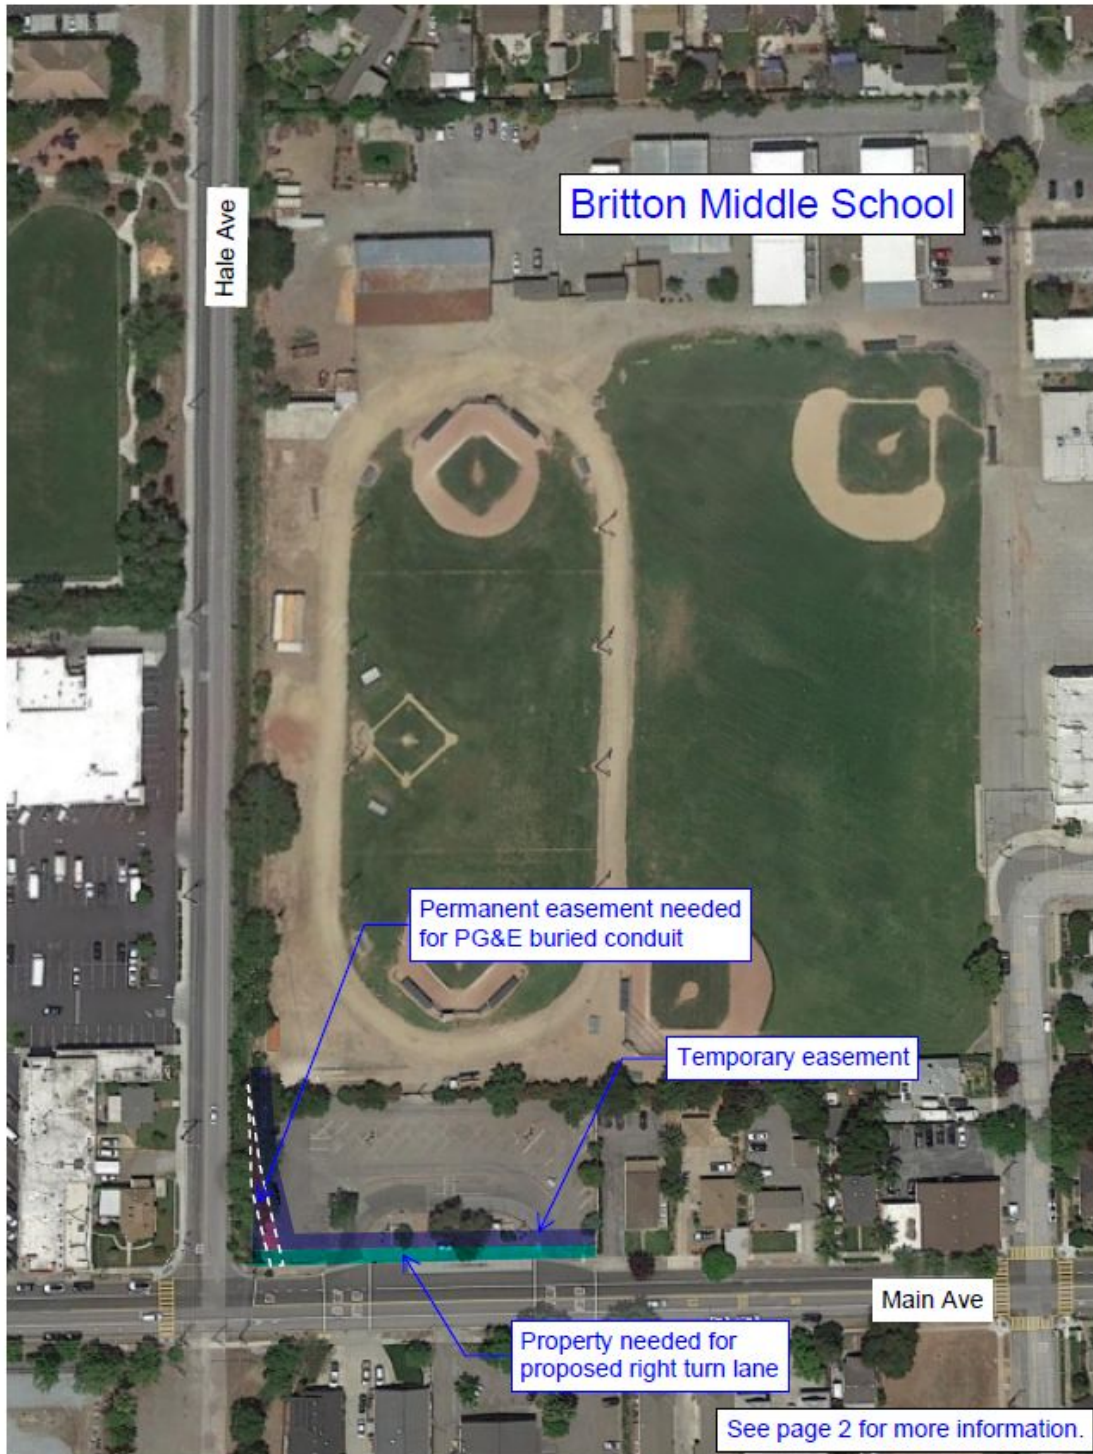 Britton Middle School
Hale Ave
Permanent easement needed
for PG&E buried conduit
Temporary easement
Main Ave
Property needed for
proposed right turn lane
See page 2 for more information.